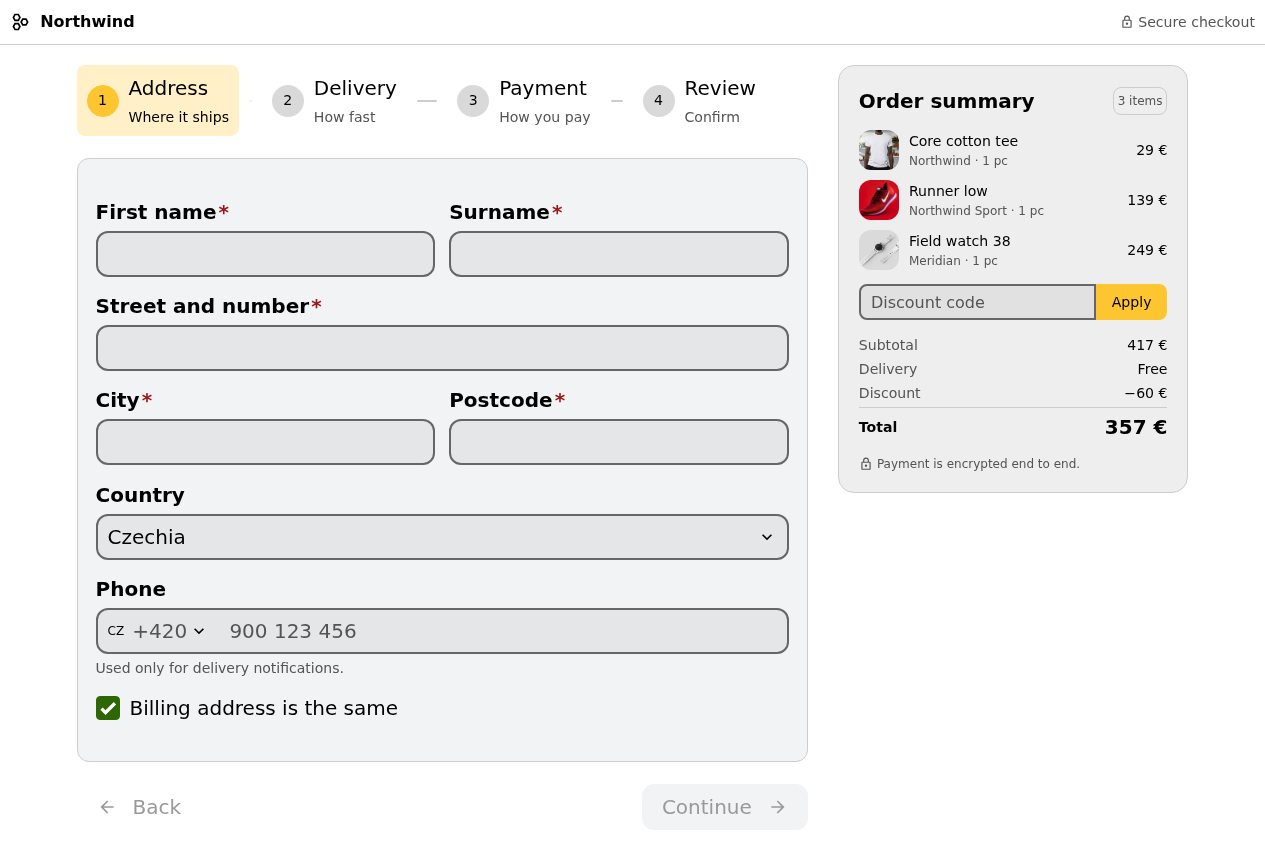 Northwind
Secure checkout
1
Address
Where it ships
2
Delivery
How fast
3
Payment
How you pay
4
Review
Confirm
First name*
Surname*
Street and number*
City*
Postcode*
Country
Czechia
Phone
CZ +420 900 123 456
Used only for delivery notifications.
Billing address is the same
Back
Continue
Order summary
3 items
Core cotton tee
Northwind · 1 pc
29 €
Runner low
Northwind Sport · 1 pc
139 €
Field watch 38
Meridian · 1 pc
249 €
Discount code
Apply
Subtotal 417 €
Delivery Free
Discount −60 €
Total 357 €
Payment is encrypted end to end.